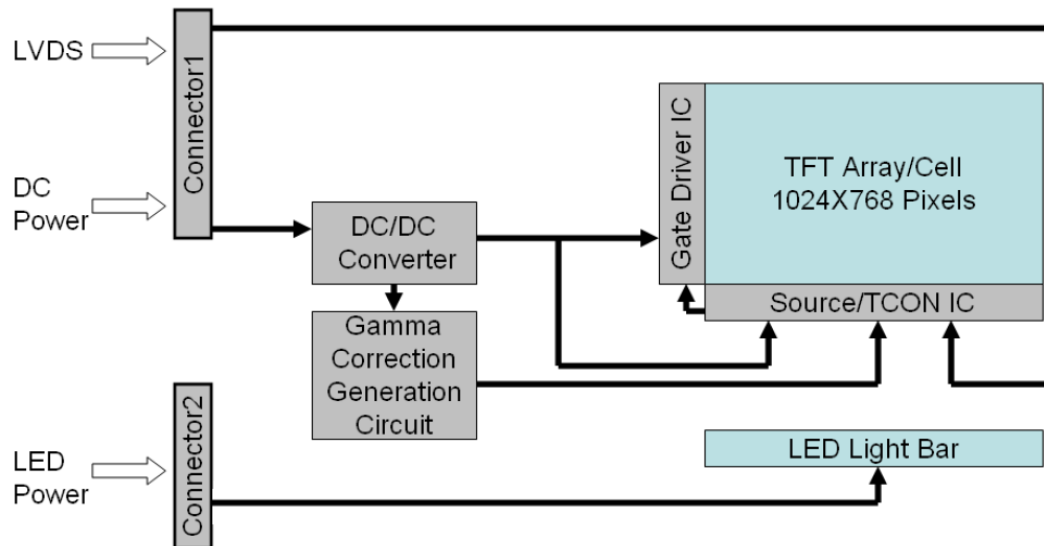 LVDS
Connector1
DC
Power
DC/DC
Converter
Gamma
Correction
Generation
Circuit
Gate Driver IC
TFT Array/Cell
1024X768 Pixels
Source/TCON IC
LED
Power
Connector2
LED Light Bar